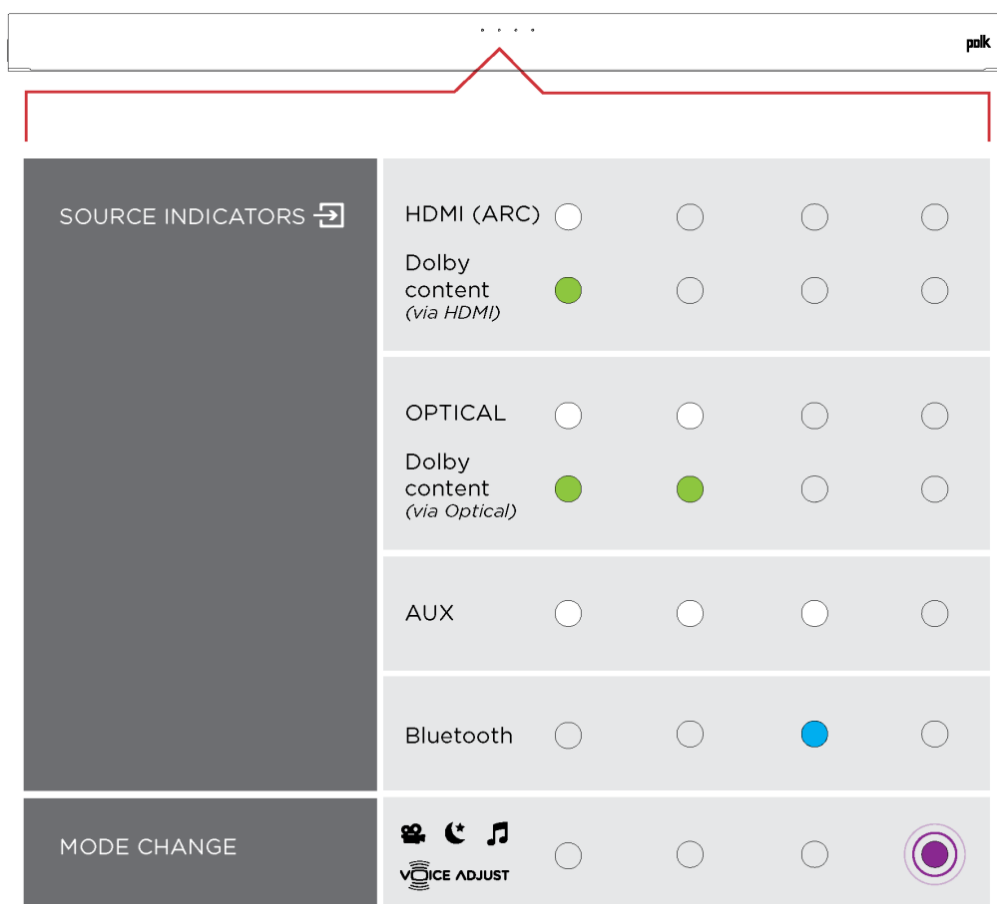 polk
SOURCE INDICATORS
HDMI (ARC)
Dolby
content
(via HDMI)
OPTICAL
Dolby
content
(via Optical)
AUX
Bluetooth
MODE CHANGE
VOICE ADJUST